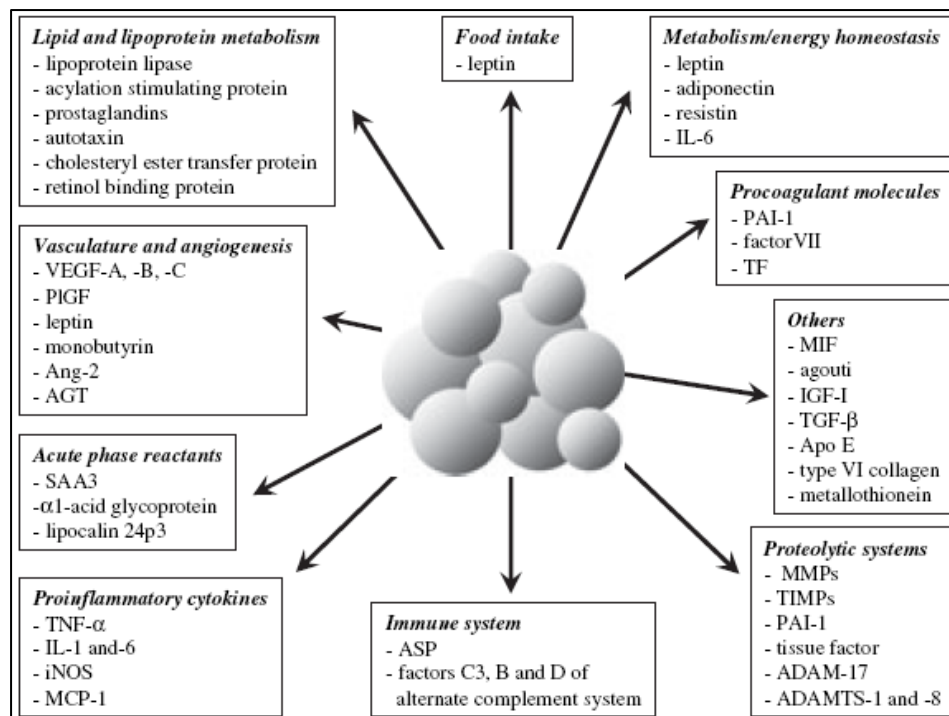 Lipid and lipoprotein metabolism
- lipoprotein lipase
- acylation stimulating protein
- prostaglandins
- autotaxin
- cholesteryl ester transfer protein
- retinol binding protein
Food intake
- leptin
Metabolism/energy homeostasis
- leptin
- adiponectin
- resistin
- IL-6
Procoagulant molecules
- PAI-1
- factor VII
- TF
Vasculature and angiogenesis
- VEGF-A, -B, -C
- PlGF
- leptin
- monobutyrin
- Ang-2
- AGT
Others
- MIF
- agouti
- IGF-I
- TGF-β
- Apo E
- type VI collagen
- metallothionein
Acute phase reactants
- SAA3
-α1-acid glycoprotein
- lipocalin 24p3
Proinflammatory cytokines
- TNF-α
- IL-1 and-6
- iNOS
- MCP-1
Immune system
- ASP
- factors C3, B and D of
alternate complement system
Proteolytic systems
- MMPs
- TIMPs
- PAI-1
- tissue factor
- ADAM-17
- ADAMTS-1 and -8